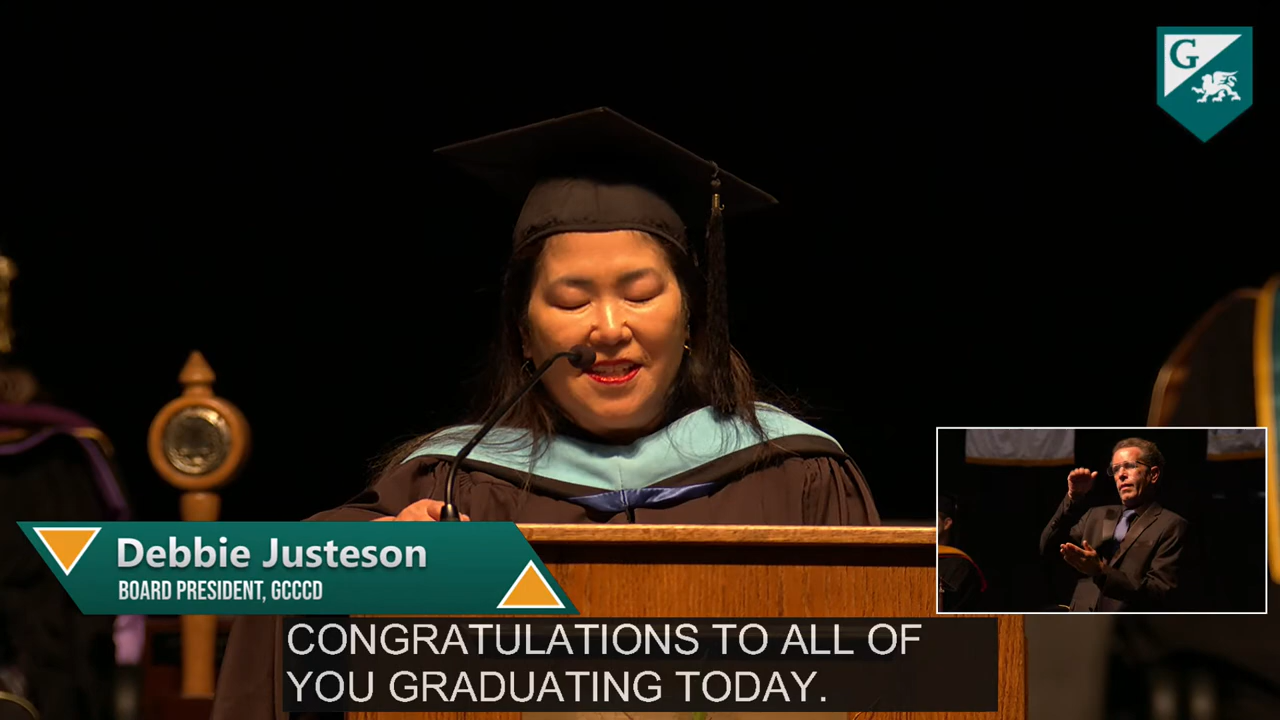 G
Debbie Justeson
BOARD PRESIDENT, GCCCD
CONGRATULATIONS TO ALL OF
YOU GRADUATING TODAY.